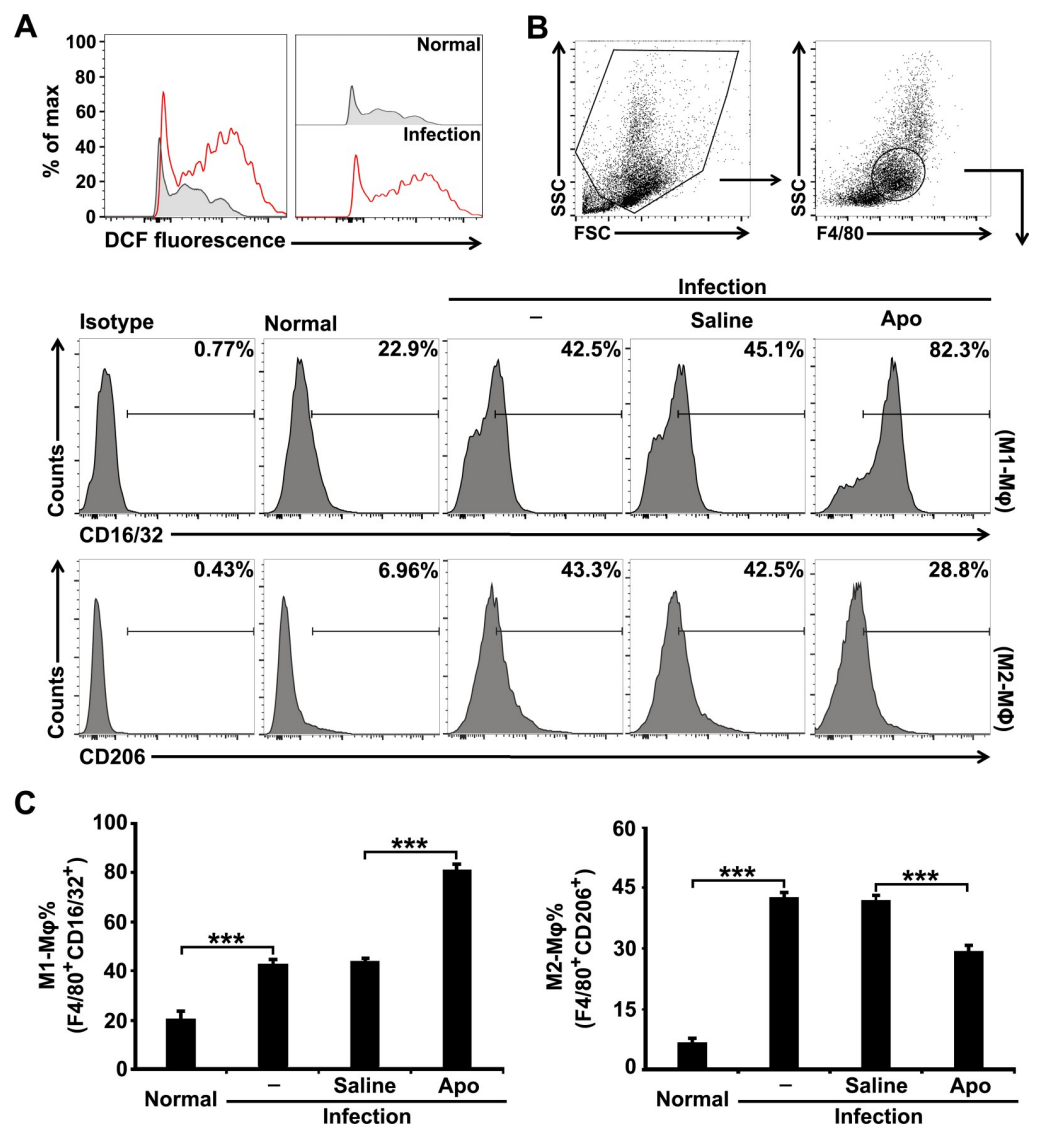 A
100
80
60
40
20
0
% of max
Normal
Infection
DCF fluorescence
B
SSC
FSC
SSC
F4/80
Infection
Isotype
Normal
–
Saline
Apo
0.77%
22.9%
42.5%
45.1%
82.3%
Counts
(M1-Mφ)
CD16/32
0.43%
6.96%
43.3%
42.5%
28.8%
Counts
(M2-MΦ)
CD206
C
M1-Mφ%
(F4/80+CD16/32+)
100
80
60
40
20
0
***
***
Normal
–
Saline
Apo
Infection
M2-Mφ%
(F4/80+CD206+)
60
45
30
15
0
***
***
Normal
–
Saline
Apo
Infection